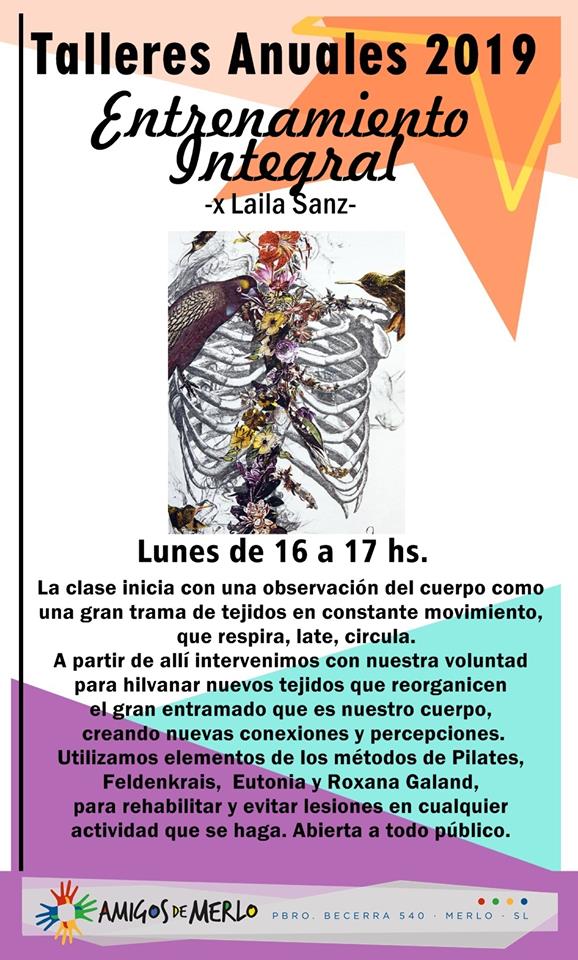 Talleres Anuales 2019
Entrenamiento
Integral
-x Laila Sanz-
Lunes de 16 a 17 hs.
La clase inicia con una observación del cuerpo como
una gran trama de tejidos en constante movimiento,
que respira, late, circula.
A partir de allí intervenimos con nuestra voluntad
para hilvanar nuevos tejidos que reorganicen
el gran entramado que es nuestro cuerpo,
creando nuevas conexiones y percepciones.
Utilizamos elementos de los métodos de Pilates,
Feldenkrais, Eutonia y Roxana Galand,
para rehabilitar y evitar lesiones en cualquier
actividad que se haga. Abierta a todo público.
AMIGOS DE MERLO PBRO. BECERRA 540 · MERLO · SL